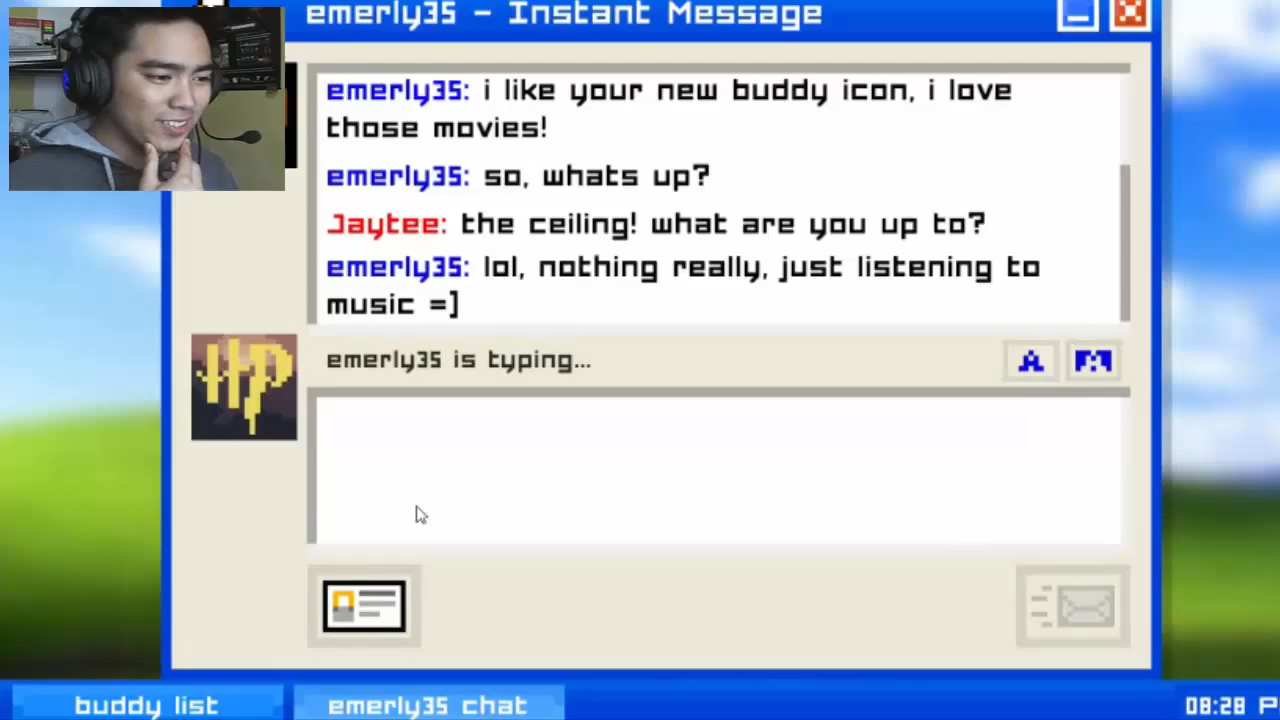 emerly35 - Instant Message
emerly35: i like your new buddy icon, i love
those movies!
emerly35: so, whats up?
Jaytee: the ceiling! what are you up to?
emerly35: lol, nothing really, just listening to
music =]
HP
emerly35 is typing...
A
buddy list
emerly35 chat
08:28 P